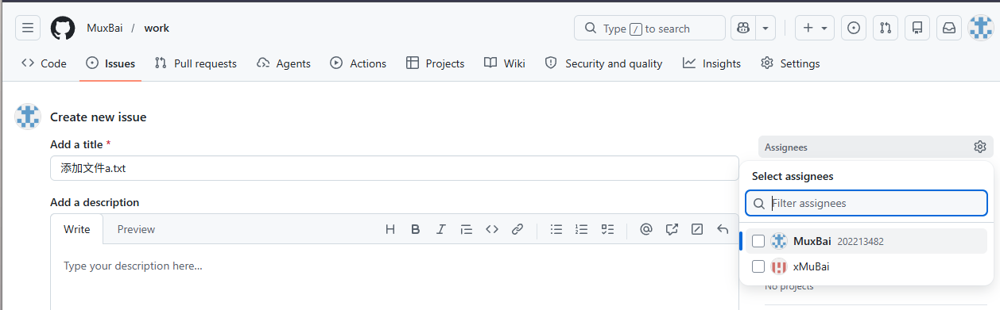 MuxBai / work
Type / to search
Code Issues Pull requests Agents Actions Projects Wiki Security and quality Insights Settings
Create new issue
Add a title *
添加文件a.txt
Add a description
Write Preview
Type your description here...
Assignees
Select assignees
Filter assignees
MuxBai 202213482
xMuBai
No projects